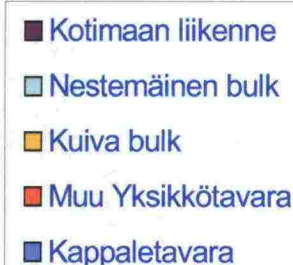 Kotimaan liikenne
Nestemäinen bulk
Kuiva bulk
Muu Yksikkötavara
Kappaletavara